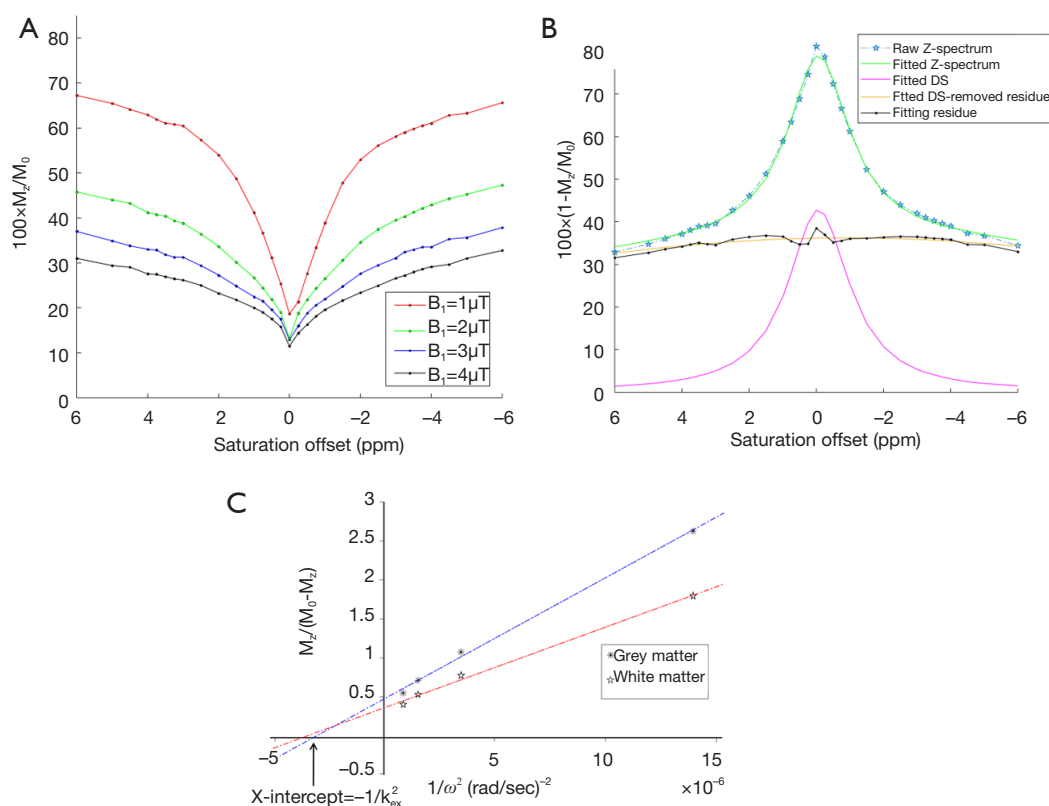 A
80
70
60
50
40
30
20
10
0
100×Mz/M0
6 4 2 0 −2 −4 −6
Saturation offset (ppm)
B1=1µT
B1=2µT
B1=3µT
B1=4µT
B
80
70
60
50
40
30
20
10
0
100×(1-Mz/M0)
6 4 2 0 −2 −4 −6
Saturation offset (ppm)
Raw Z-spectrum
Fitted Z-spectrum
Fitted DS
Ftted DS-removed residue
Fitting residue
C
3
2.5
2
1.5
1
0.5
−0.5
Mz/(M0-Mz)
−5 5 10 15
1/ω² (rad/sec)⁻²
×10⁻⁶
X-intercept=−1/k²ex
Grey matter
White matter